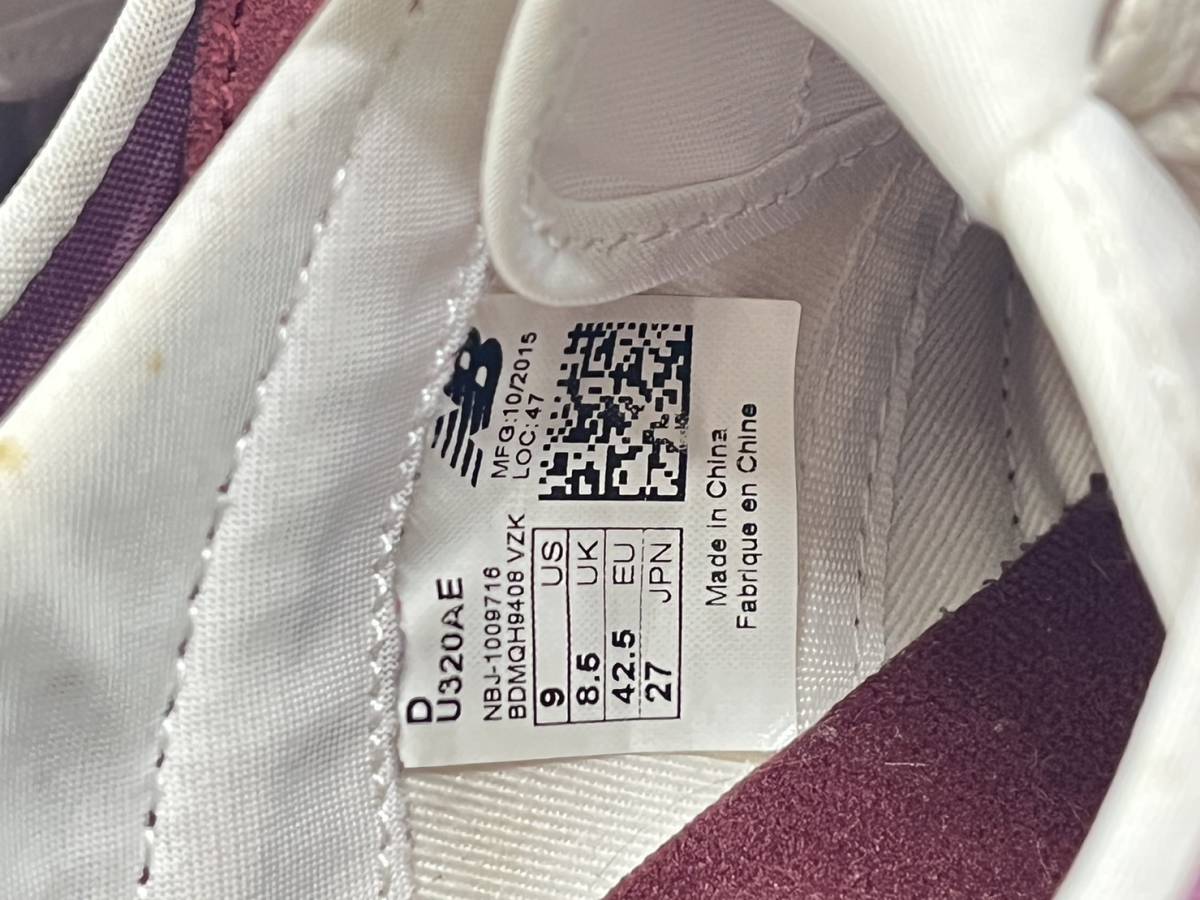 D
U320AE
NB
MFG:10/2015
LOC:47
NBJ-1009716
BDMQH9408 VZK
9 US
8.5 UK
42.5 EU
27 JPN
Made in China
Fabrique en Chine